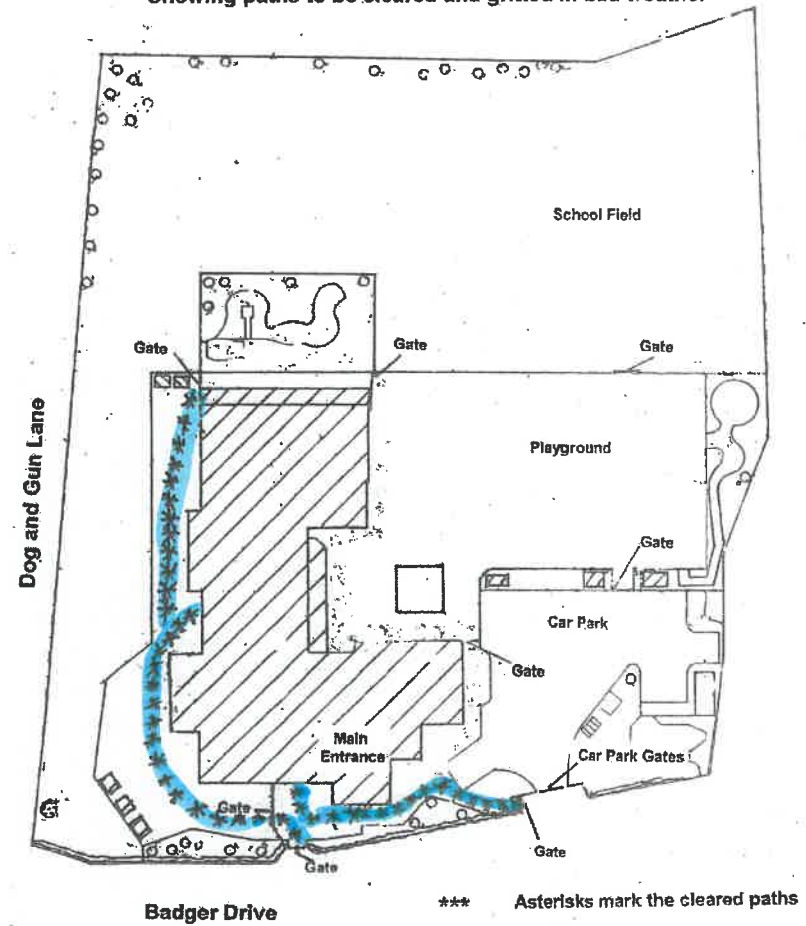 Showing paths to be cleared and gritted in bad weather
School Field
Gate
Gate
Gate
Dog and Gun Lane
Playground
Gate
Car Park
Gate
Main
Entrance
Car Park Gates
Gate
Gate
Gate
Badger Drive
*** Asterisks mark the cleared paths